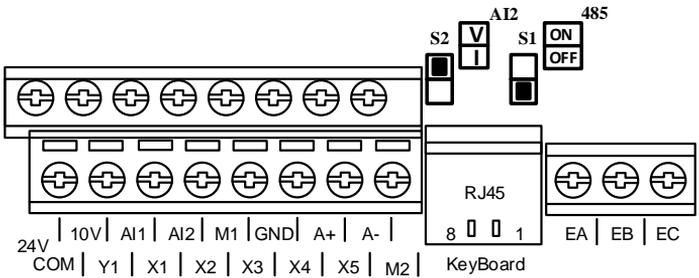 AI2 485
S2 V S1 ON
I OFF
RJ45
8 1
10V AI1 AI2 M1 GND A+ A- EA EB EC
24V
COM Y1 X1 X2 X3 X4 X5 M2 KeyBoard